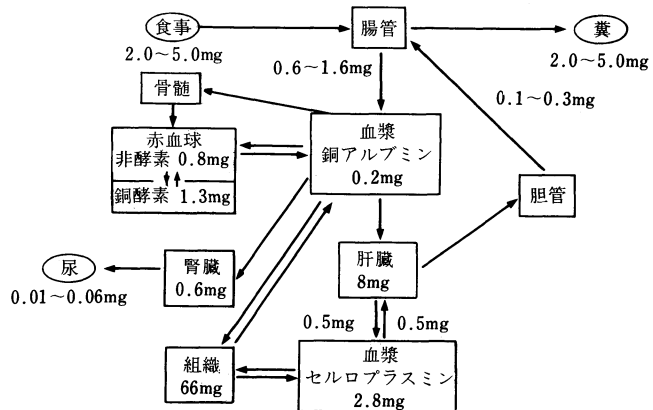 食事
2.0～5.0mg
腸管
糞
2.0～5.0mg
0.6～1.6mg
0.1～0.3mg
骨髄
赤血球
非酵素 0.8mg
銅酵素 1.3mg
血漿
銅アルブミン
0.2mg
胆管
尿
0.01～0.06mg
腎臓
0.6mg
肝臓
8mg
0.5mg
0.5mg
組織
66mg
血漿
セルロプラスミン
2.8mg